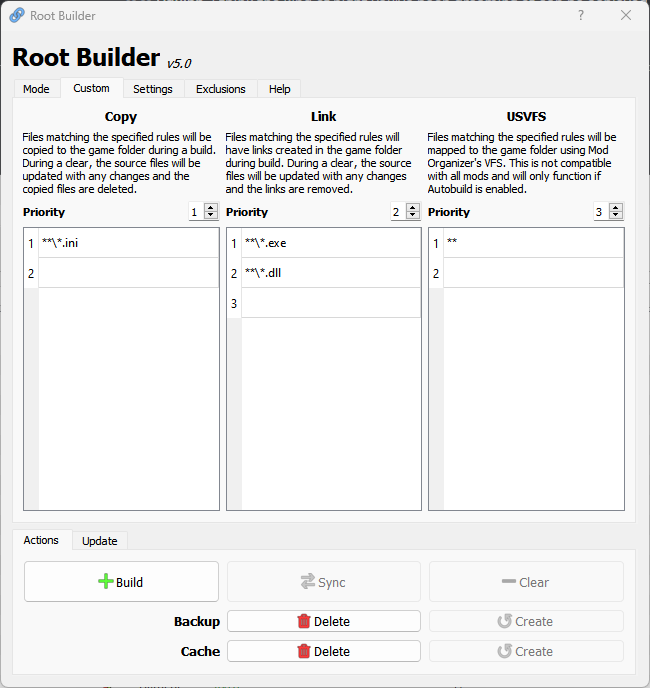 Root Builder
?
Root Builder v5.0
Mode Custom Settings Exclusions Help
Copy
Files matching the specified rules will be
copied to the game folder during a build.
During a clear, the source files will be
updated with any changes and the
copied files are deleted.
Priority 1
1 **\*.ini
2
Link
Files matching the specified rules will
have links created in the game folder
during build. During a clear, the source
files will be updated with any changes
and the links are removed.
Priority 2
1 **\*.exe
2 **\*.dll
3
USVFS
Files matching the specified rules will be
mapped to the game folder using Mod
Organizer's VFS. This is not compatible
with all mods and will only function if
Autobuild is enabled.
Priority 3
1 **
2
Actions Update
Build Sync Clear
Backup Delete Create
Cache Delete Create